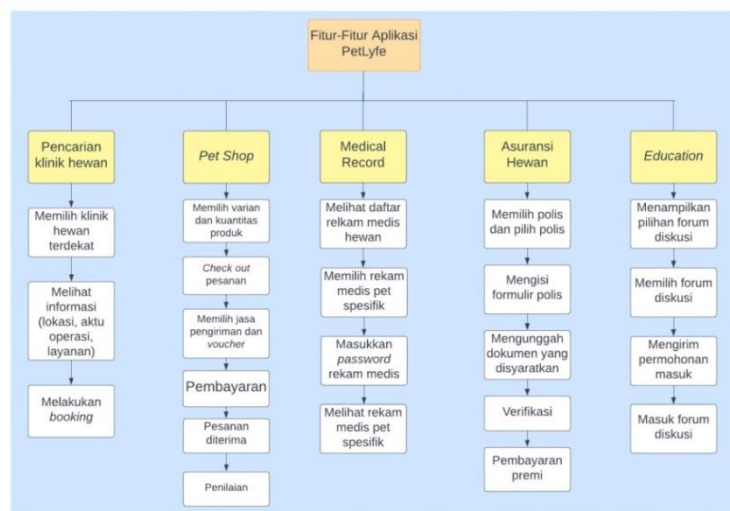 Fitur-Fitur Aplikasi
PetLyfe
Pencarian
klinik hewan
Memilih klinik
hewan
terdekat
Melihat
informasi
(lokasi, aktu
operasi,
layanan)
Melakukan
booking
Pet Shop
Memilih varian
dan kuantitas
produk
Check out
pesanan
Memilih jasa
pengiriman dan
voucher
Pembayaran
Pesanan
diterima
Penilaian
Medical
Record
Melihat daftar
relkam medis
hewan
Memilih rekam
medis pet
spesifik
Masukkan
password
rekam medis
Melihat rekam
medis pet
spesifik
Asuransi
Hewan
Memilih polis
dan pilih polis
Mengisi
formulir polis
Mengunggah
dokumen yang
disyaratkan
Verifikasi
Pembayaran
premi
Education
Menampilkan
pilihan forum
diskusi
Memilih forum
diskusi
Mengirim
permohonan
masuk
Masuk forum
diskusi